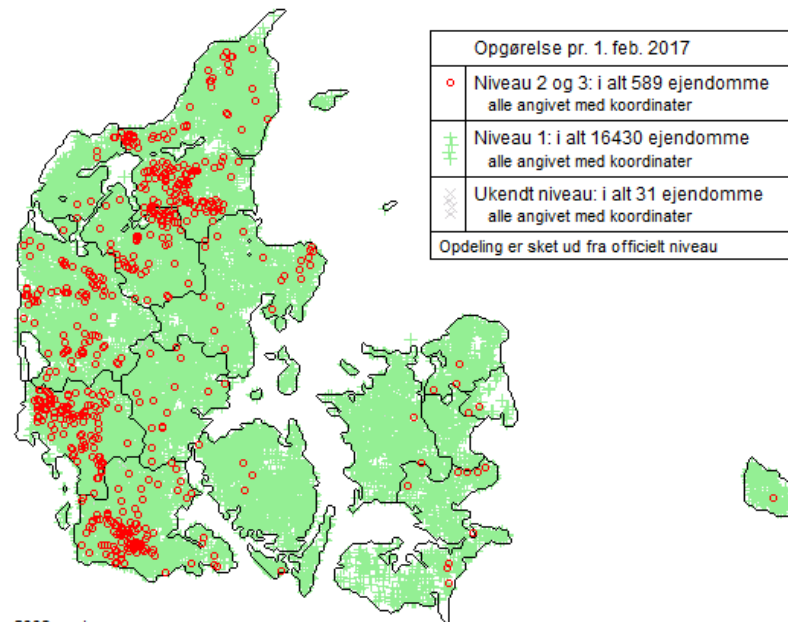 Opgørelse pr. 1. feb. 2017
Niveau 2 og 3: i alt 589 ejendomme
alle angivet med koordinater
Niveau 1: i alt 16430 ejendomme
alle angivet med koordinater
Ukendt niveau: i alt 31 ejendomme
alle angivet med koordinater
Opdeling er sket ud fra officielt niveau